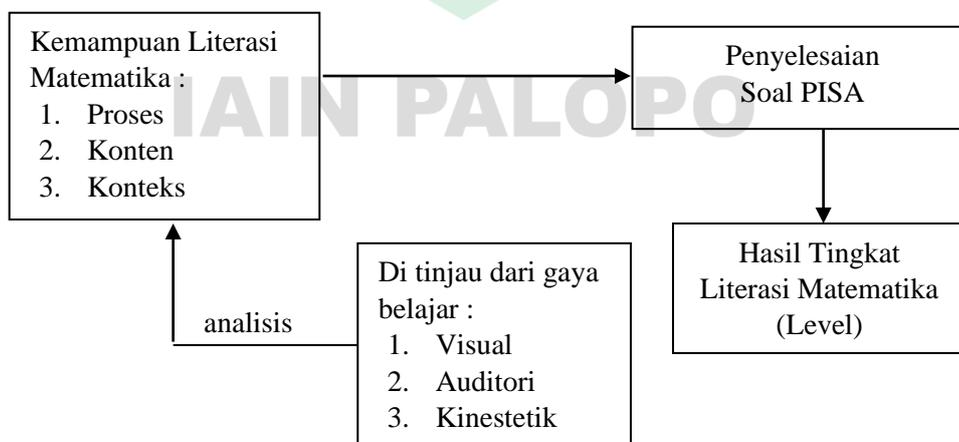 Kemampuan Literasi
Matematika :
1. Proses
2. Konten
3. Konteks
Penyelesaian
Soal PISA
IAIN PALOPO
Hasil Tingkat
Literasi Matematika
(Level)
analisis
Di tinjau dari gaya
belajar :
1. Visual
2. Auditori
3. Kinestetik